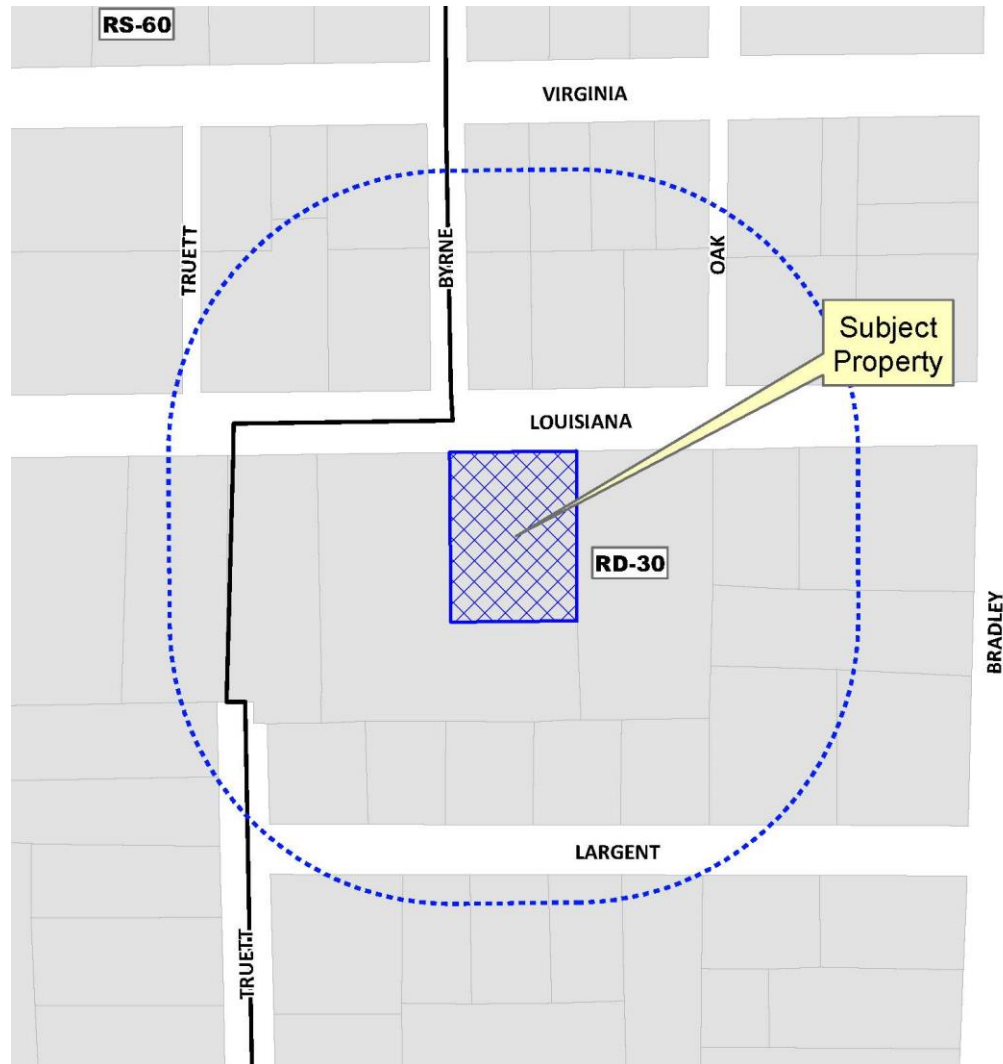 RS-60
VIRGINIA
TRUETT
BYRNE
OAK
Subject
Property
LOUISIANA
RD-30
BRADLEY
LARGENT
TRUETT